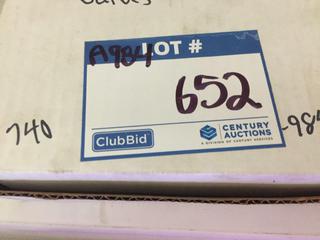 A984
LOT #
652
740
ClubBid
CENTURY
AUCTIONS
A DIVISION OF CENTURY SERVICES
-984